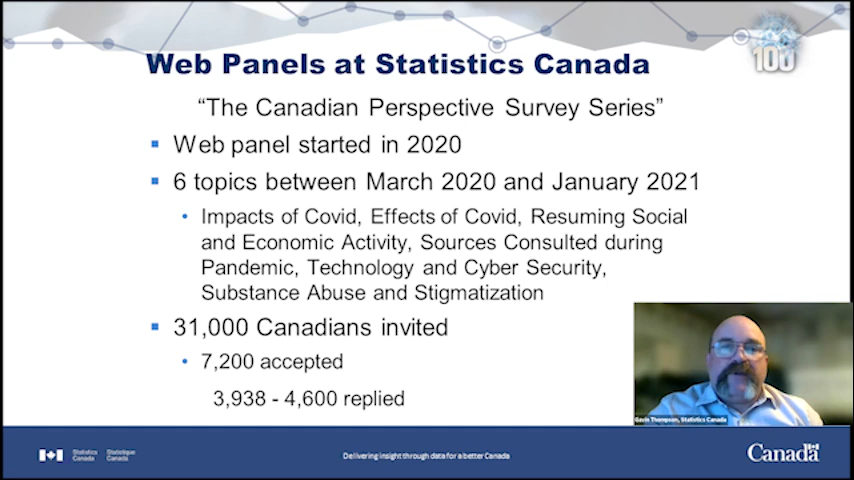 100
Web Panels at Statistics Canada
“The Canadian Perspective Survey Series”
Web panel started in 2020
6 topics between March 2020 and January 2021
Impacts of Covid, Effects of Covid, Resuming Social
and Economic Activity, Sources Consulted during
Pandemic, Technology and Cyber Security,
Substance Abuse and Stigmatization
31,000 Canadians invited
7,200 accepted
3,938 - 4,600 replied
Gavin Thompson, Statistics Canada
Statistics Canada
Statistique Canada
Delivering insight through data for a better Canada
Canada